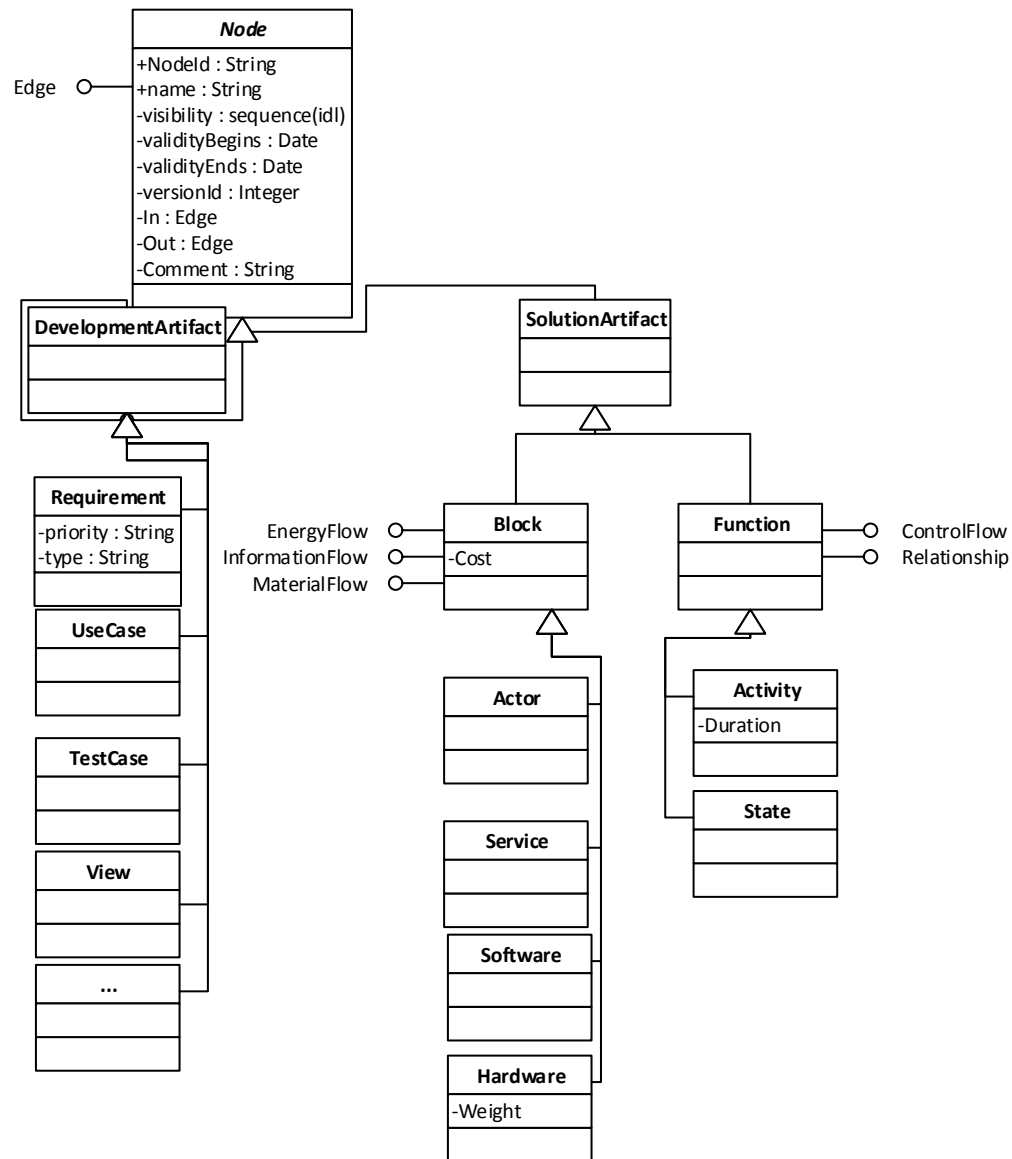 Node
Edge
+NodeId : String
+name : String
-visibility : sequence(idl)
-validityBegins : Date
-validityEnds : Date
-versionId : Integer
-In : Edge
-Out : Edge
-Comment : String
DevelopmentArtifact
SolutionArtifact
Requirement
-priority : String
-type : String
UseCase
TestCase
View
...
EnergyFlow
InformationFlow
MaterialFlow
Block
-Cost
Function
ControlFlow
Relationship
Actor
Service
Software
Hardware
-Weight
Activity
-Duration
State